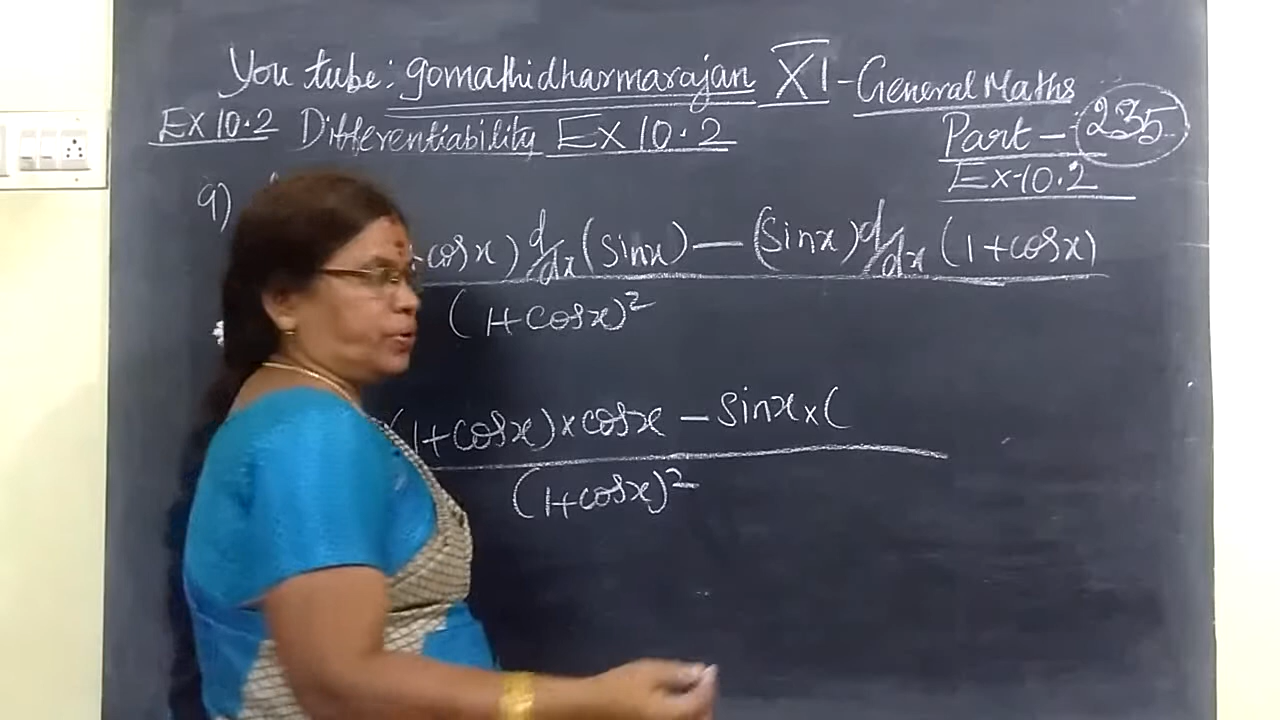 You tube: gomathidharmarajan XI - General Maths
Ex 10.2 Differentiability Ex 10.2 Part - 235
Ex-10.2
9)
cosx) d/dx (sinx) — (sinx) d/dx (1+cosx)
(1+cosx)²
(1+cosx)×cosx - sinx×(
(1+cosx)²